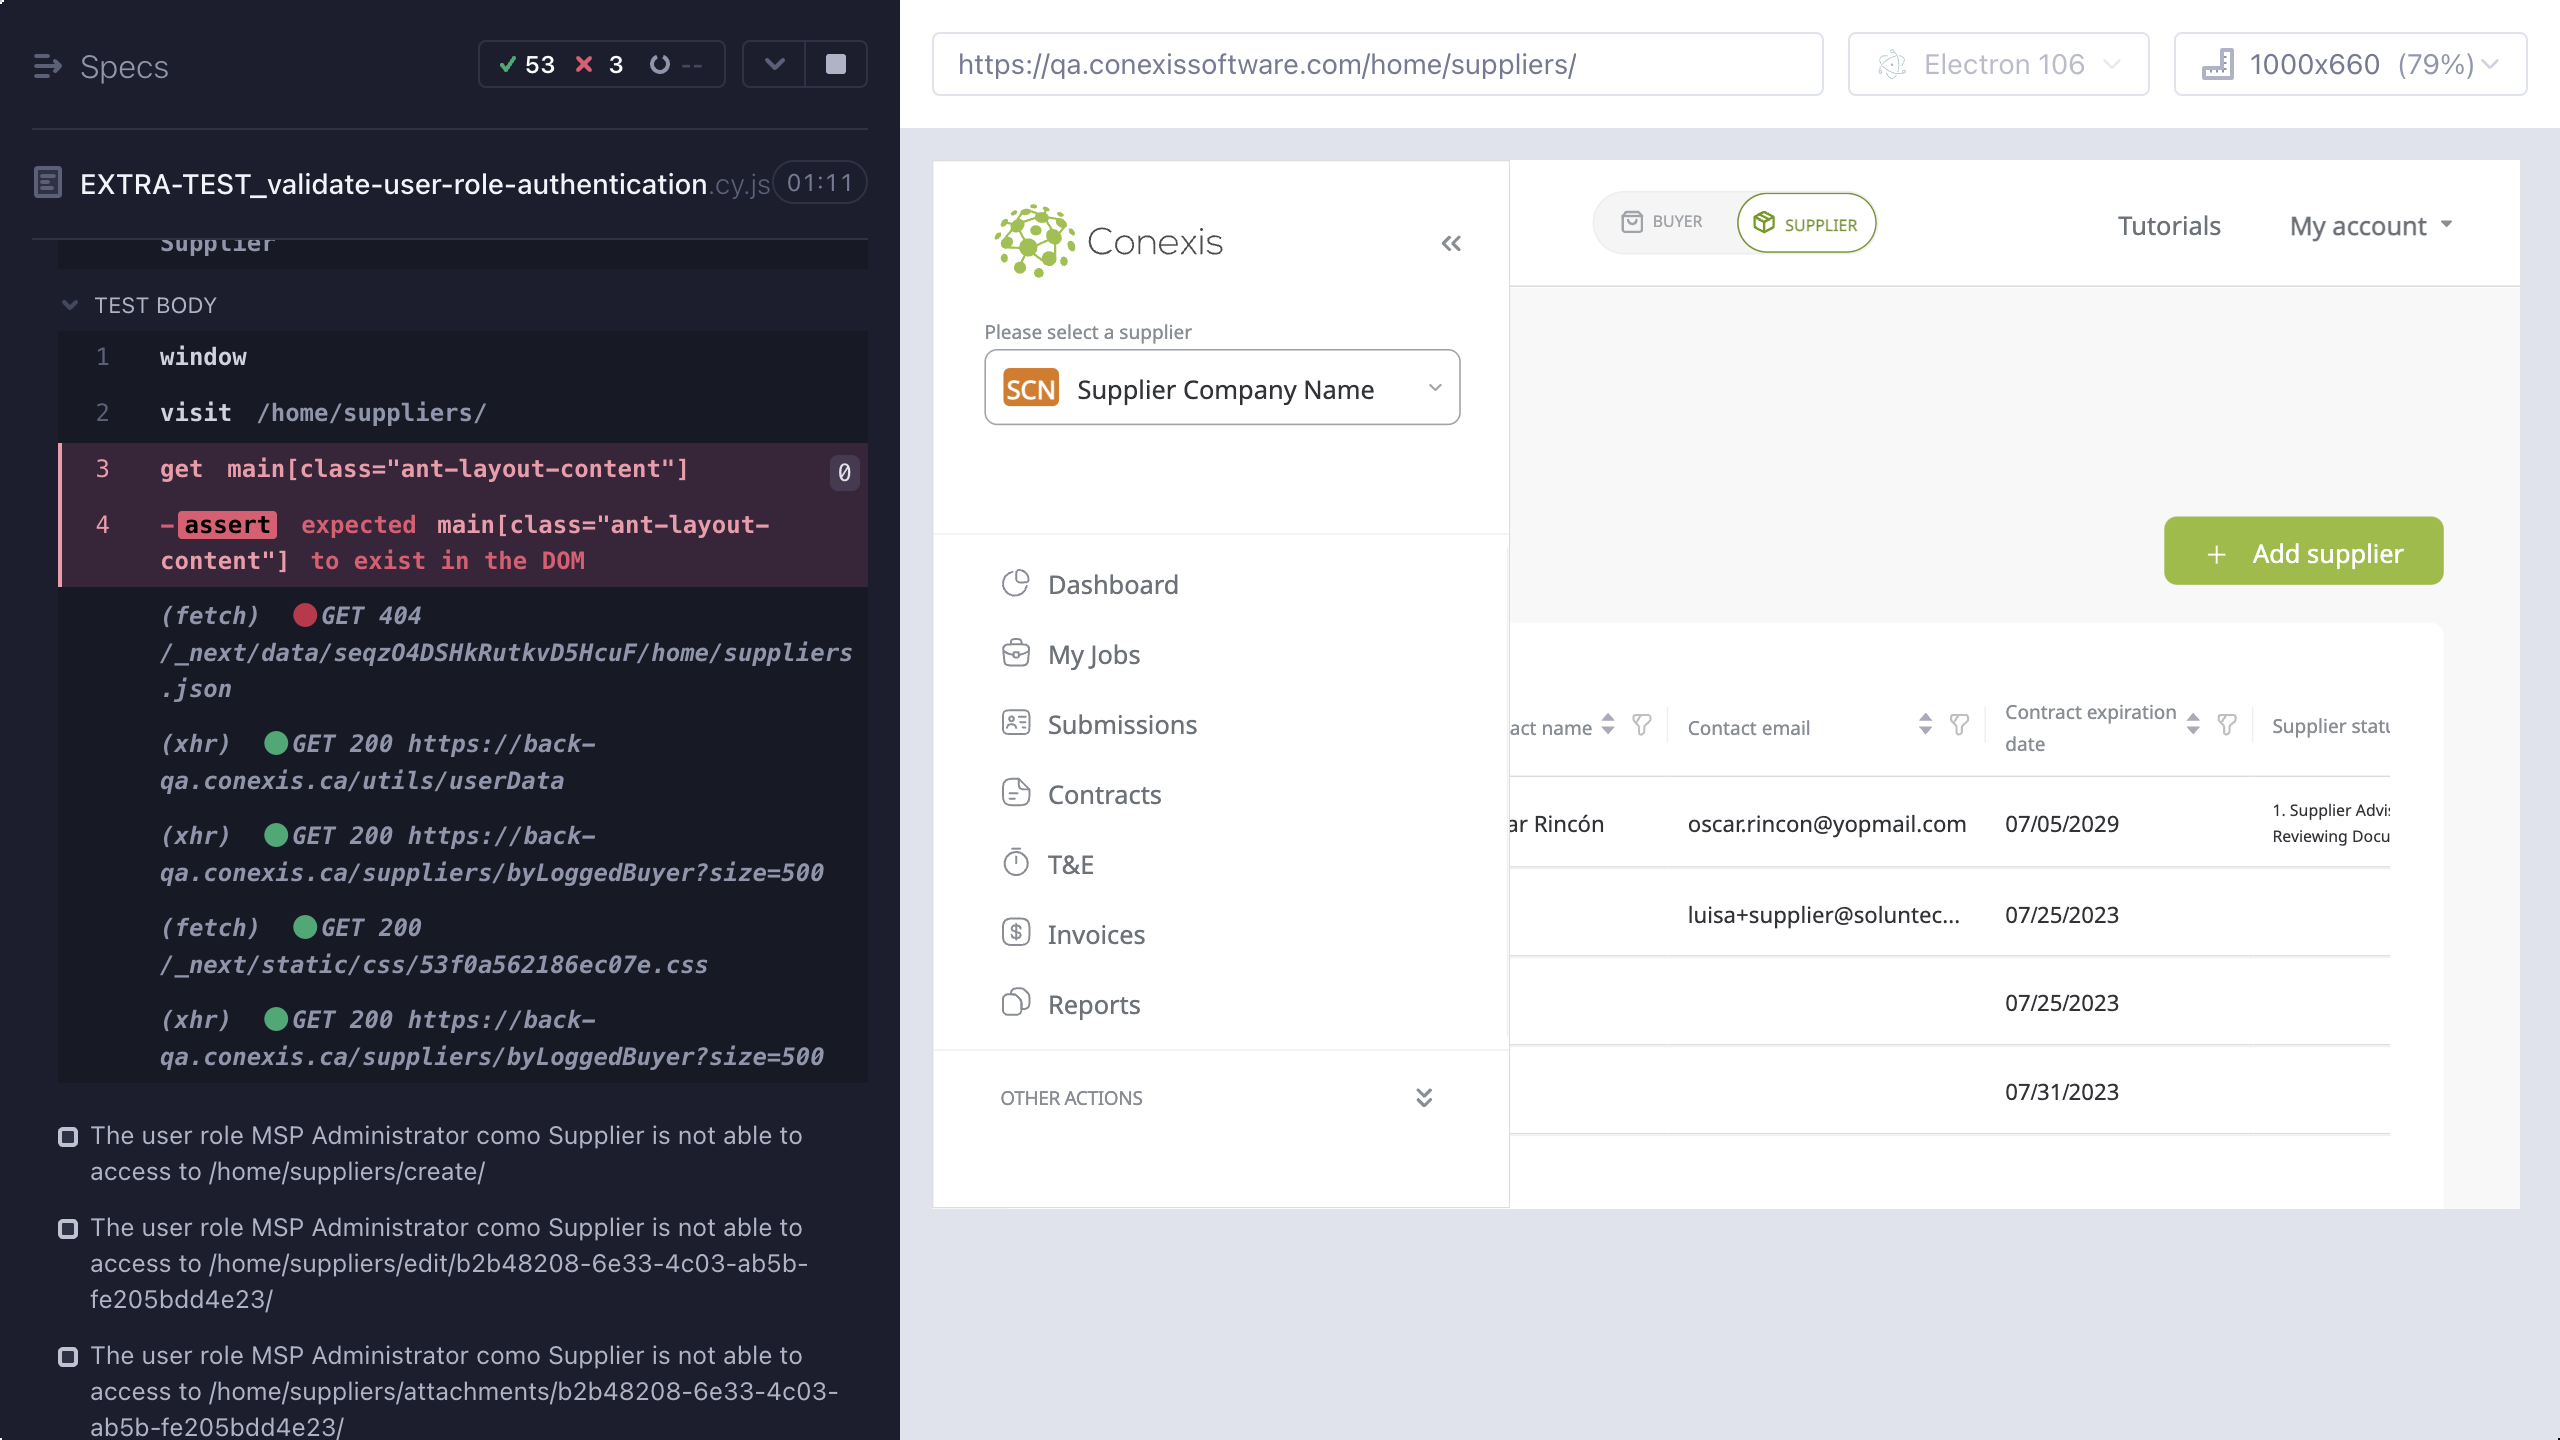 Specs
53 3 --
EXTRA-TEST_validate-user-role-authentication.cy.js 01:11
Supplier
TEST BODY
1 window
2 visit /home/suppliers/
3 get main[class="ant-layout-content"] 0
4 -assert expected main[class="ant-layout-
content"] to exist in the DOM
(fetch) GET 404
/_next/data/seqzO4DSHkRutkvD5HcuF/home/suppliers
.json
(xhr) GET 200 https://back-
qa.conexis.ca/utils/userData
(xhr) GET 200 https://back-
qa.conexis.ca/suppliers/byLoggedBuyer?size=500
(fetch) GET 200
/_next/static/css/53f0a562186ec07e.css
(xhr) GET 200 https://back-
qa.conexis.ca/suppliers/byLoggedBuyer?size=500
The user role MSP Administrator como Supplier is not able to
access to /home/suppliers/create/
The user role MSP Administrator como Supplier is not able to
access to /home/suppliers/edit/b2b48208-6e33-4c03-ab5b-
fe205bdd4e23/
The user role MSP Administrator como Supplier is not able to
access to /home/suppliers/attachments/b2b48208-6e33-4c03-
ab5b-fe205bdd4e23/
https://qa.conexissoftware.com/home/suppliers/
Electron 106
1000x660 (79%)
Conexis
Please select a supplier
SCN Supplier Company Name
Dashboard
My Jobs
Submissions
Contracts
T&E
Invoices
Reports
OTHER ACTIONS
BUYER
SUPPLIER
Tutorials
My account
+ Add supplier
act name
Contact email
Contract expiration
date
Supplier statu
ar Rincón
oscar.rincon@yopmail.com
07/05/2029
1. Supplier Advis
Reviewing Docu
luisa+supplier@soluntec...
07/25/2023
07/25/2023
07/31/2023